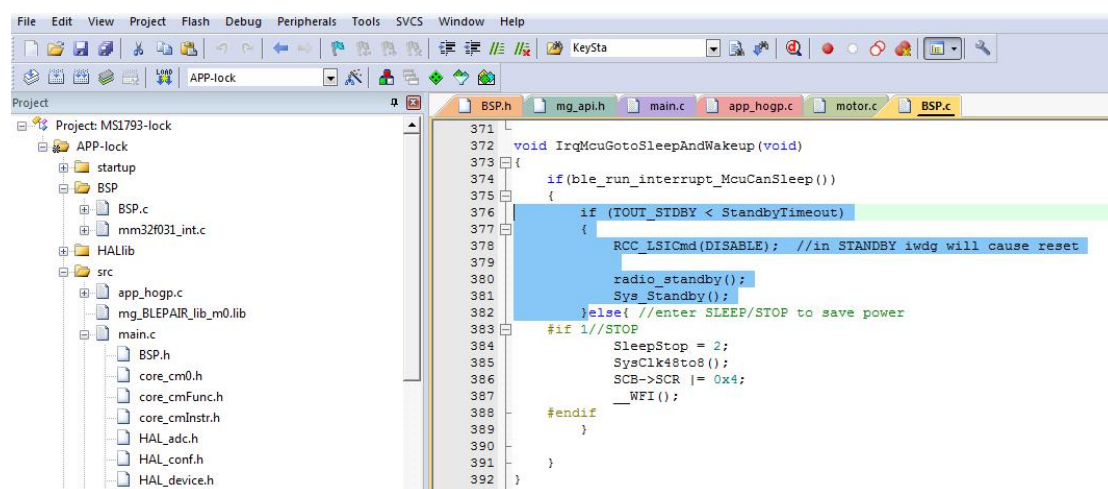 File Edit View Project Flash Debug Peripherals Tools SVCS Window Help
KeySta
LOAD APP-lock
Project
BSP.h mg_api.h main.c app_hogp.c motor.c BSP.c
Project: MS1793-lock
APP-lock
startup
BSP
BSP.c
mm32f031_int.c
HALlib
src
app_hogp.c
mg_BLEPAIR_lib_m0.lib
main.c
BSP.h
core_cm0.h
core_cmFunc.h
core_cmInstr.h
HAL_adc.h
HAL_conf.h
HAL_device.h
371
372 void IrqMcuGotoSleepAndWakeup(void)
373 {
374 if(ble_run_interrupt_McuCanSleep())
375 {
376 if (TOUT_STDBY < StandbyTimeout)
377 {
378 RCC_LSICmd(DISABLE); //in STANDBY iwdg will cause reset
379
380 radio_standby();
381 Sys_Standby();
382 }else{ //enter SLEEP/STOP to save power
383 #if 1//STOP
384 SleepStop = 2;
385 SysClk48to8();
386 SCB->SCR |= 0x4;
387 __WFI();
388 #endif
389 }
390
391 }
392 }